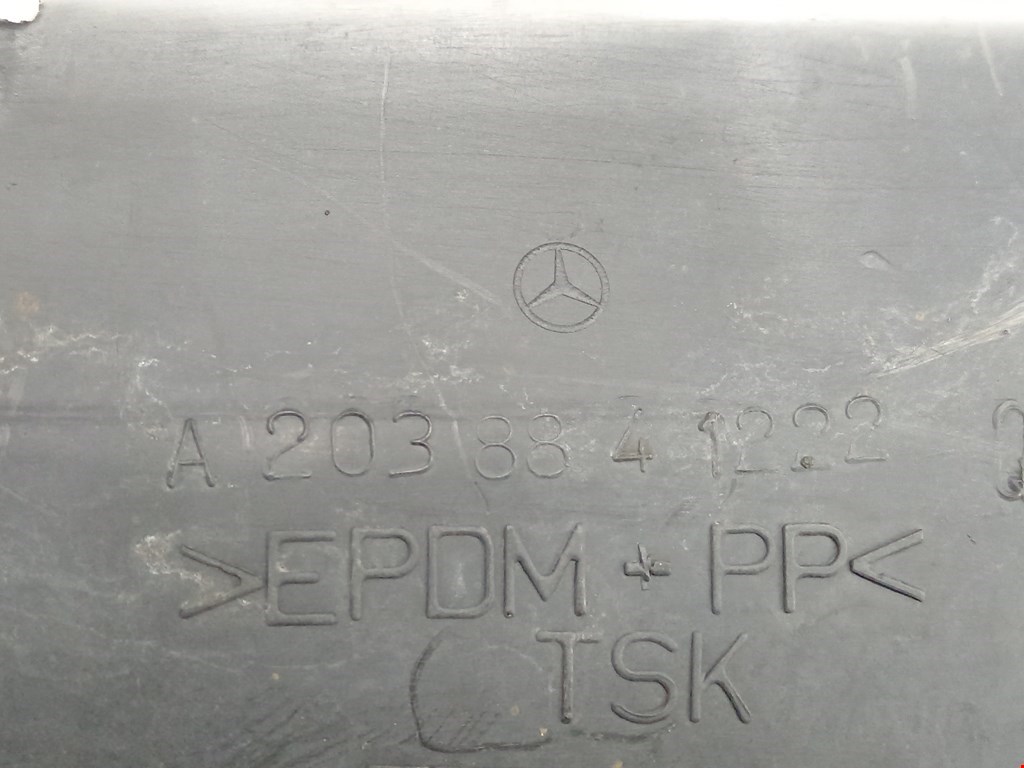 A 203 88 4 1222
>EPDM + PP<
TSK